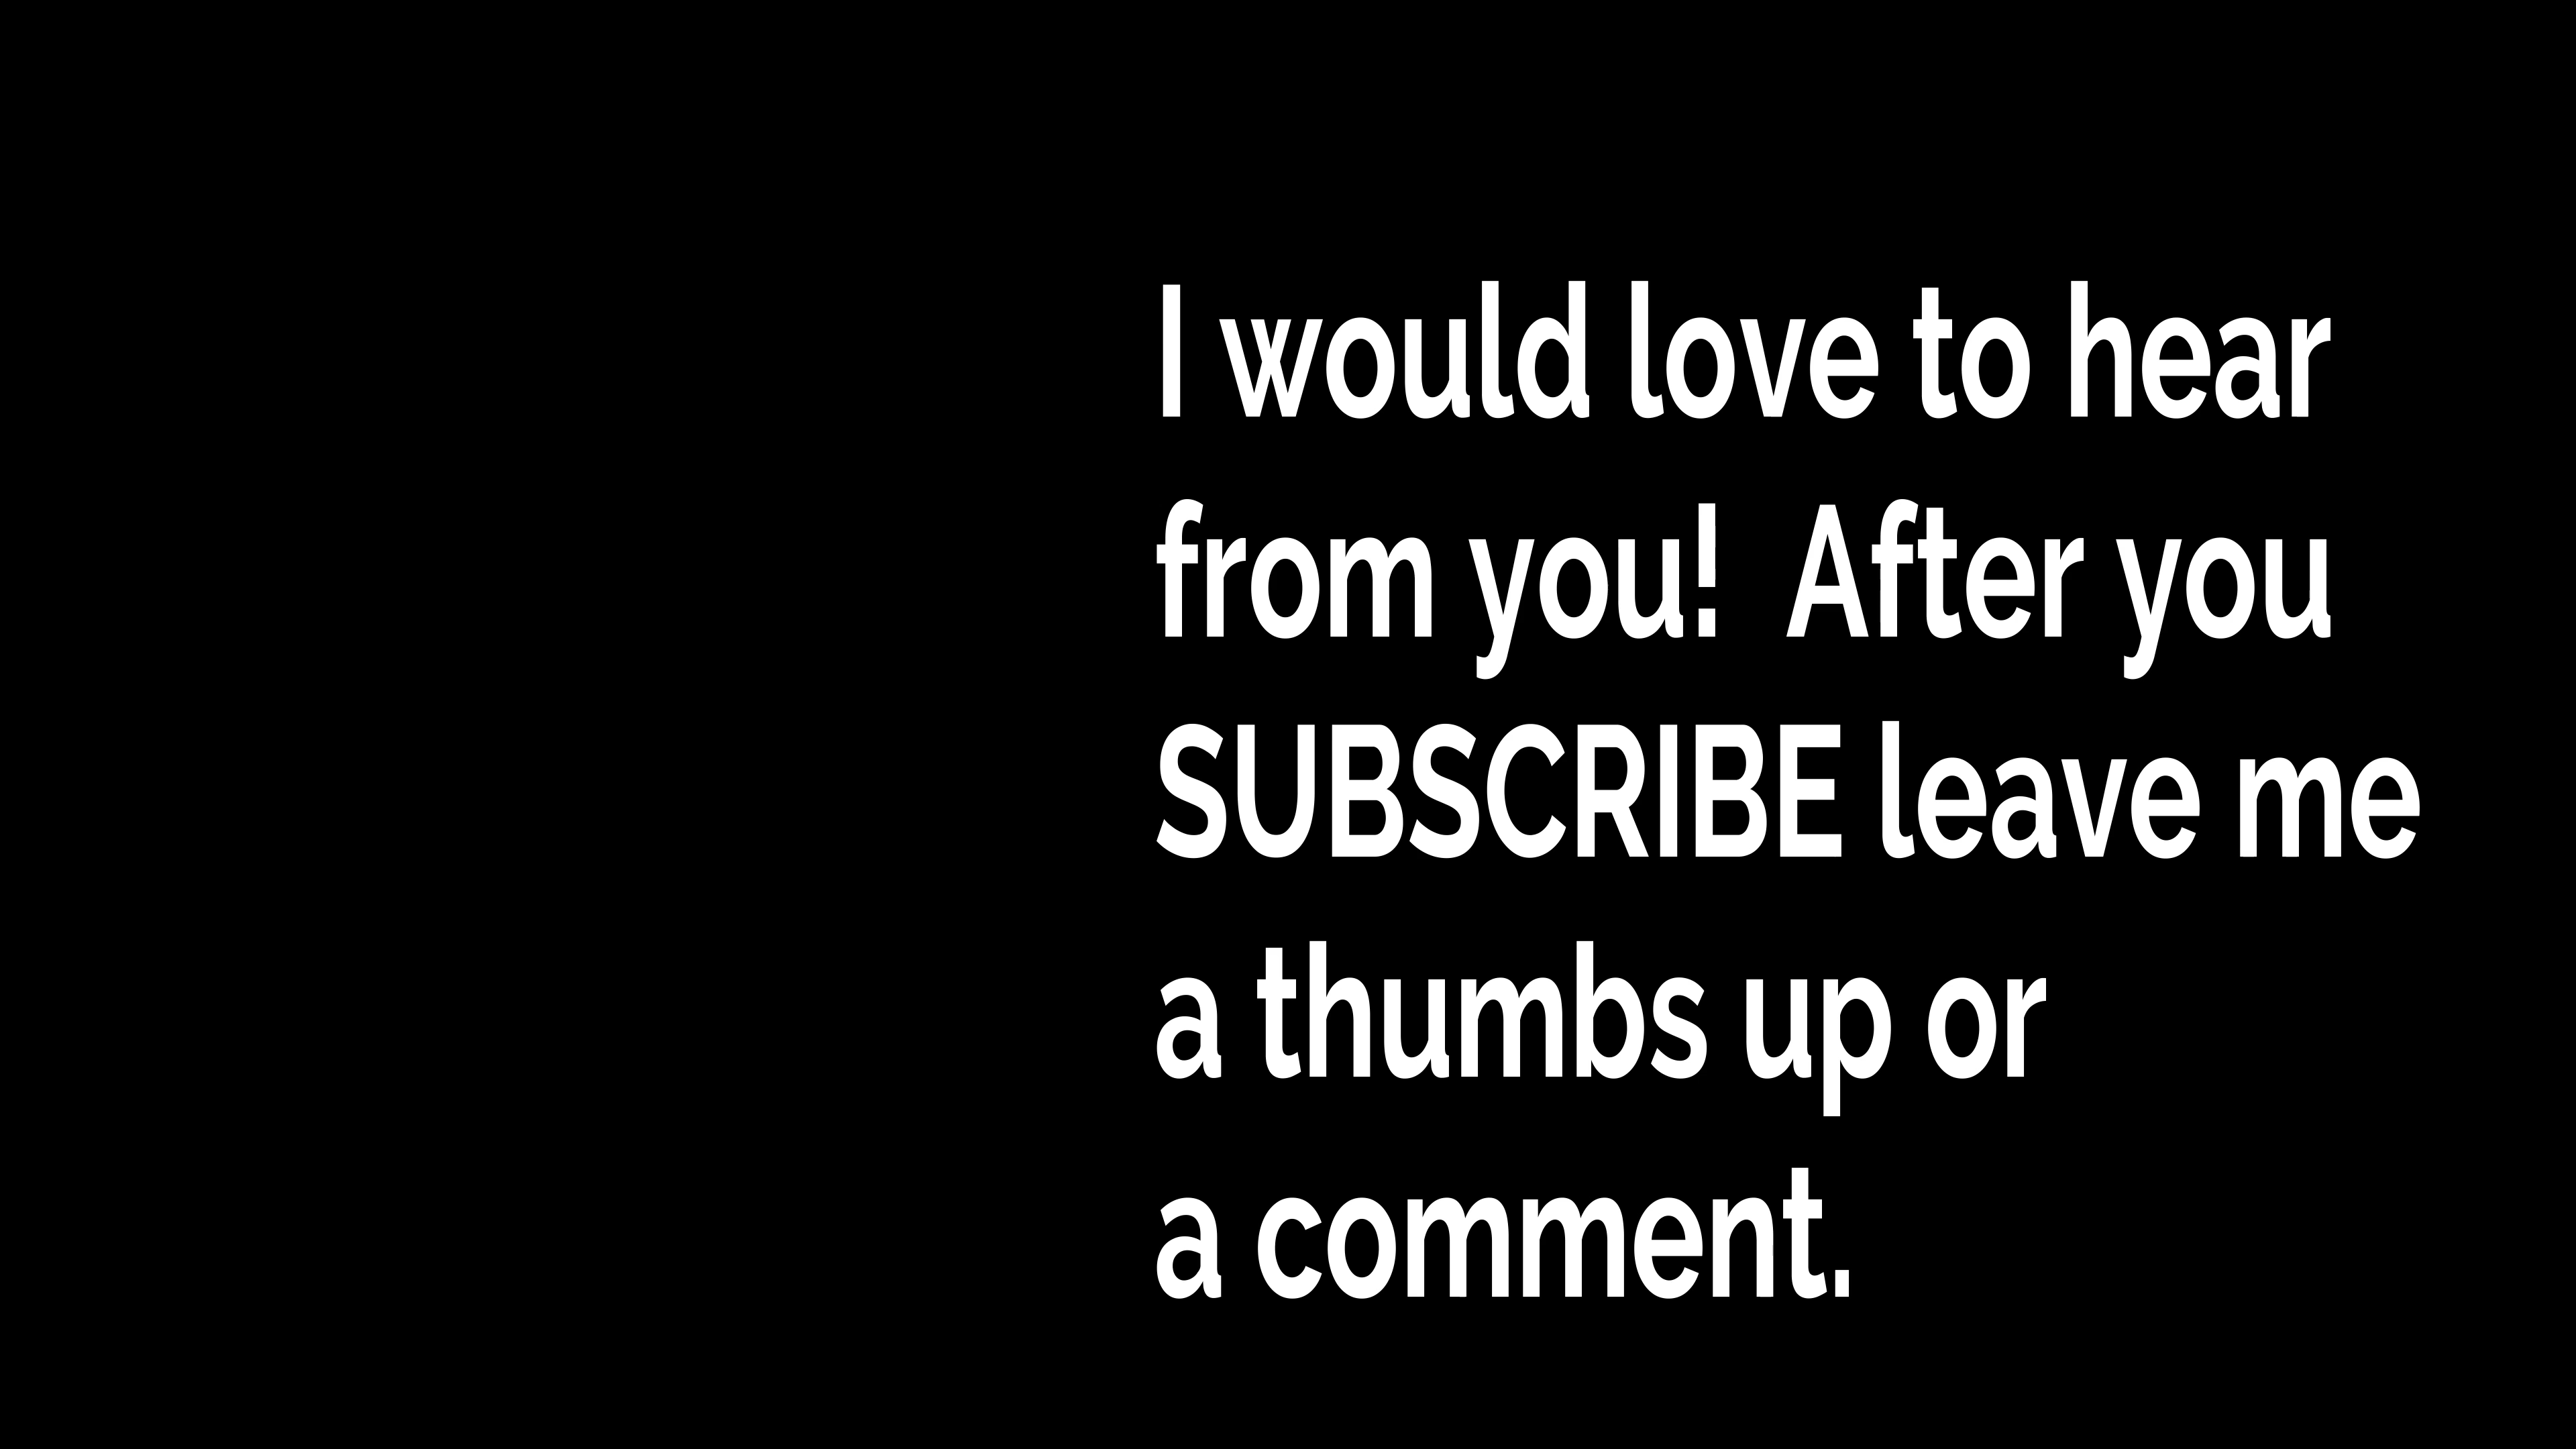 I would love to hear
from you!  After you
SUBSCRIBE leave me
a thumbs up or
a comment.